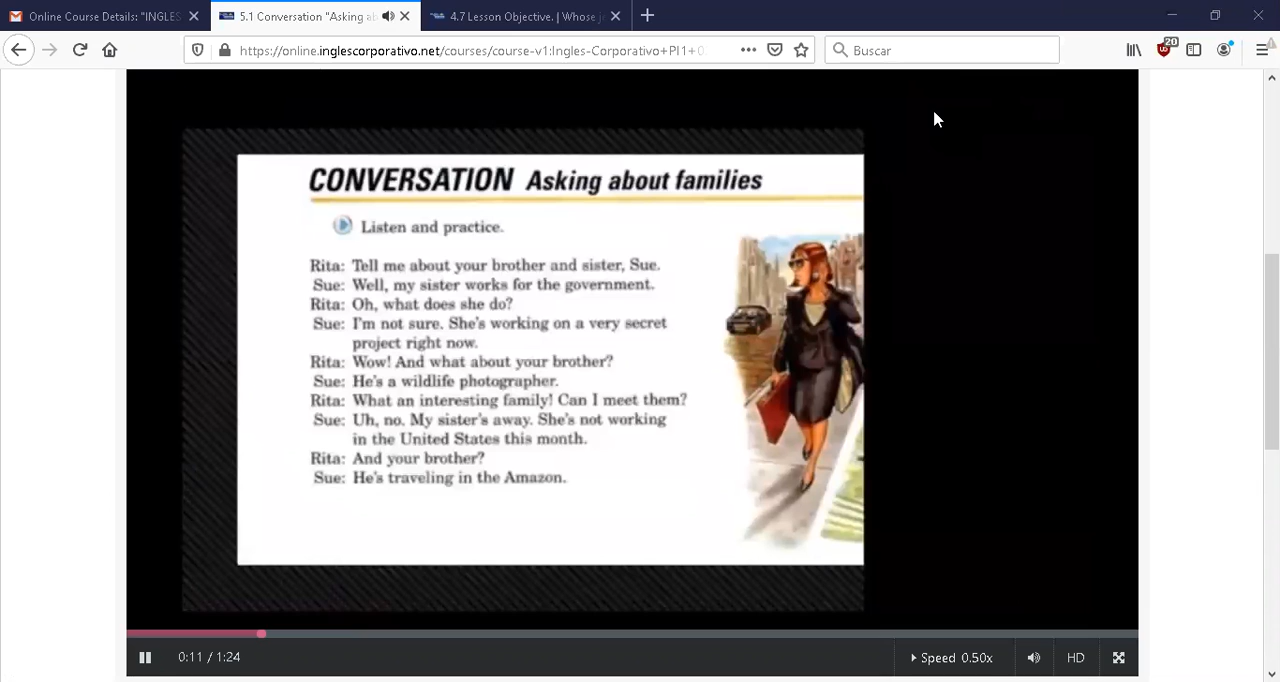 Online Course Details: "INGLES
5.1 Conversation "Asking ab
4.7 Lesson Objective. | Whose j
https://online.inglescorporativo.net/courses/course-v1:Ingles-Corporativo+PI1+0
Buscar
20
CONVERSATION Asking about families
Listen and practice.
Rita: Tell me about your brother and sister, Sue.
Sue: Well, my sister works for the government.
Rita: Oh, what does she do?
Sue: I'm not sure. She's working on a very secret
project right now.
Rita: Wow! And what about your brother?
Sue: He's a wildlife photographer.
Rita: What an interesting family! Can I meet them?
Sue: Uh, no. My sister's away. She's not working
in the United States this month.
Rita: And your brother?
Sue: He's traveling in the Amazon.
0:11 / 1:24
Speed 0.50x
HD